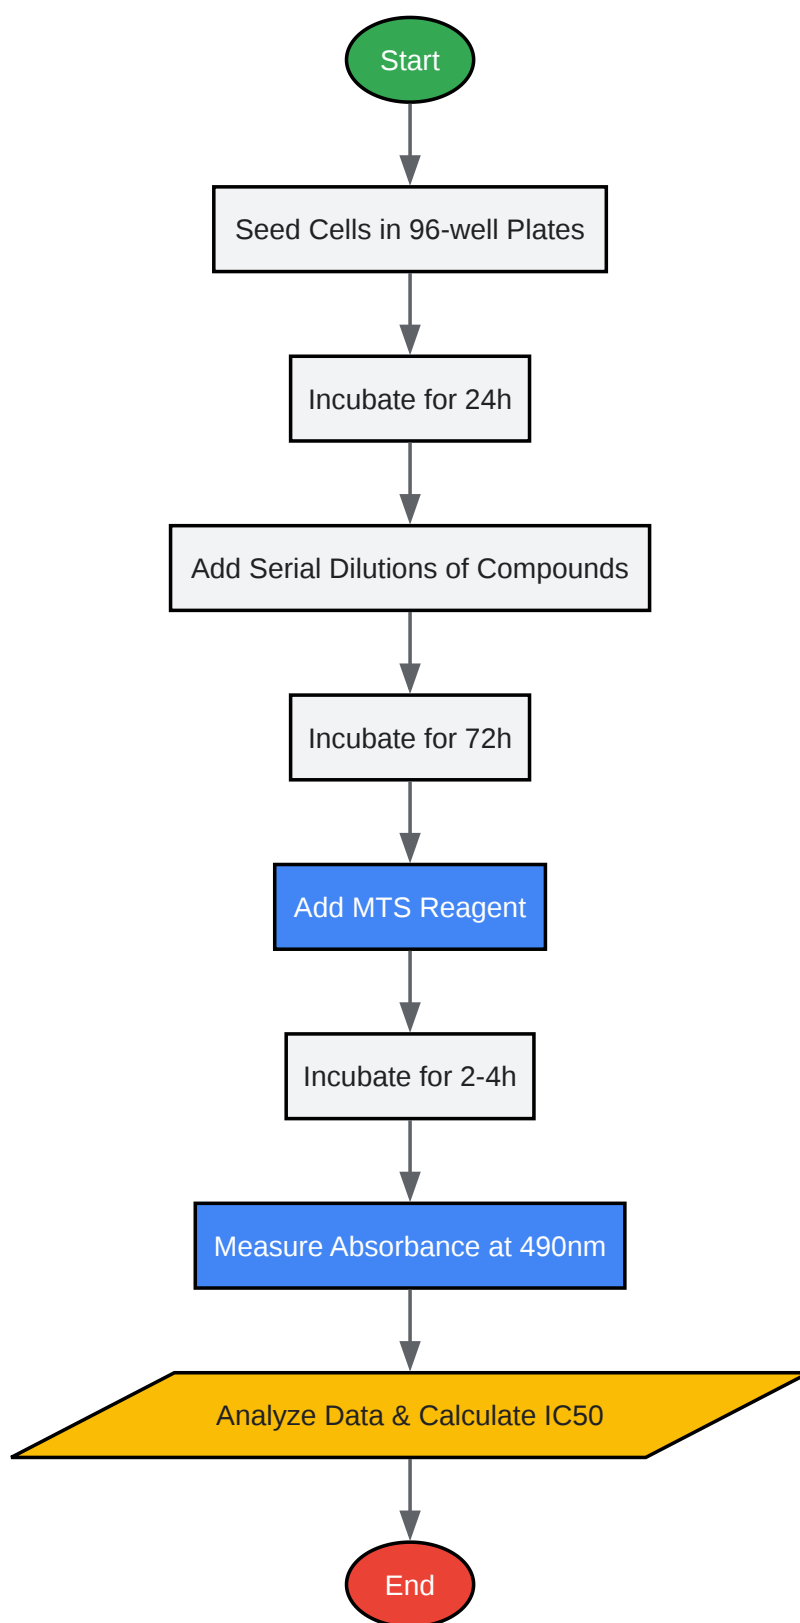 Start
Seed Cells in 96-well Plates
Incubate for 24h
Add Serial Dilutions of Compounds
Incubate for 72h
Add MTS Reagent
Incubate for 2-4h
Measure Absorbance at 490nm
Analyze Data & Calculate IC50
End